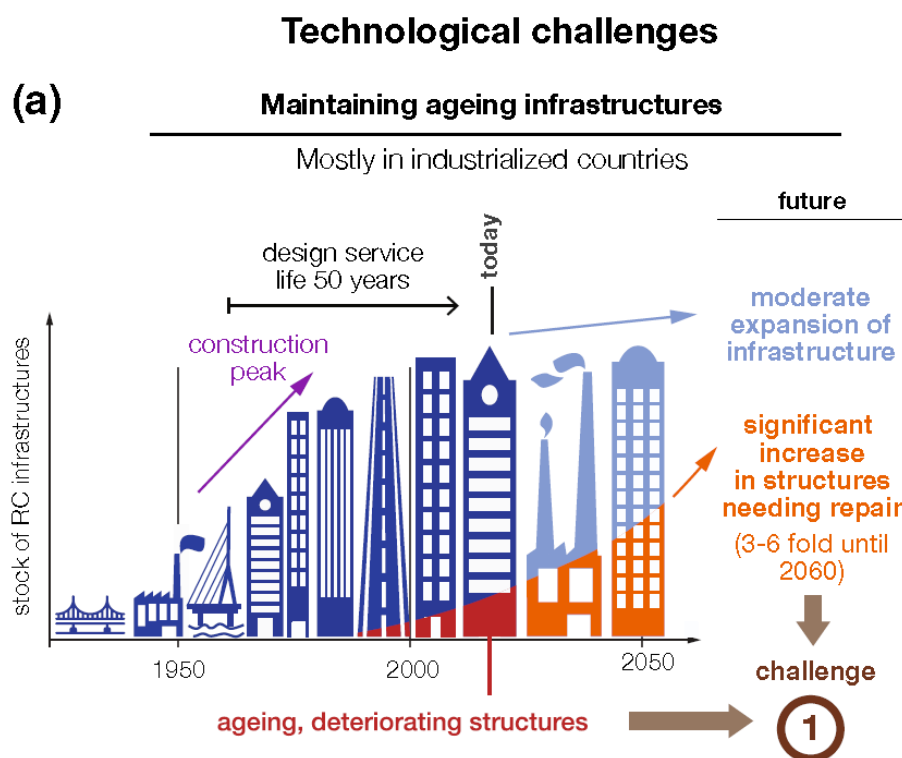 Technological challenges
(a)
Maintaining ageing infrastructures
Mostly in industrialized countries
future
design service
life 50 years
today
moderate
expansion of
infrastructure
construction
peak
stock of RC infrastructures
significant
increase
in structures
needing repair
(3-6 fold until
2060)
1950
2000
2050
challenge
ageing, deteriorating structures
1